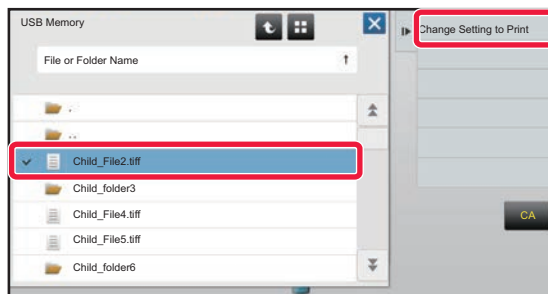 USB Memory
Change Setting to Print
File or Folder Name
.
..
Child_File2.tiff
Child_folder3
Child_File4.tiff
Child_File5.tiff
Child_folder6
CA